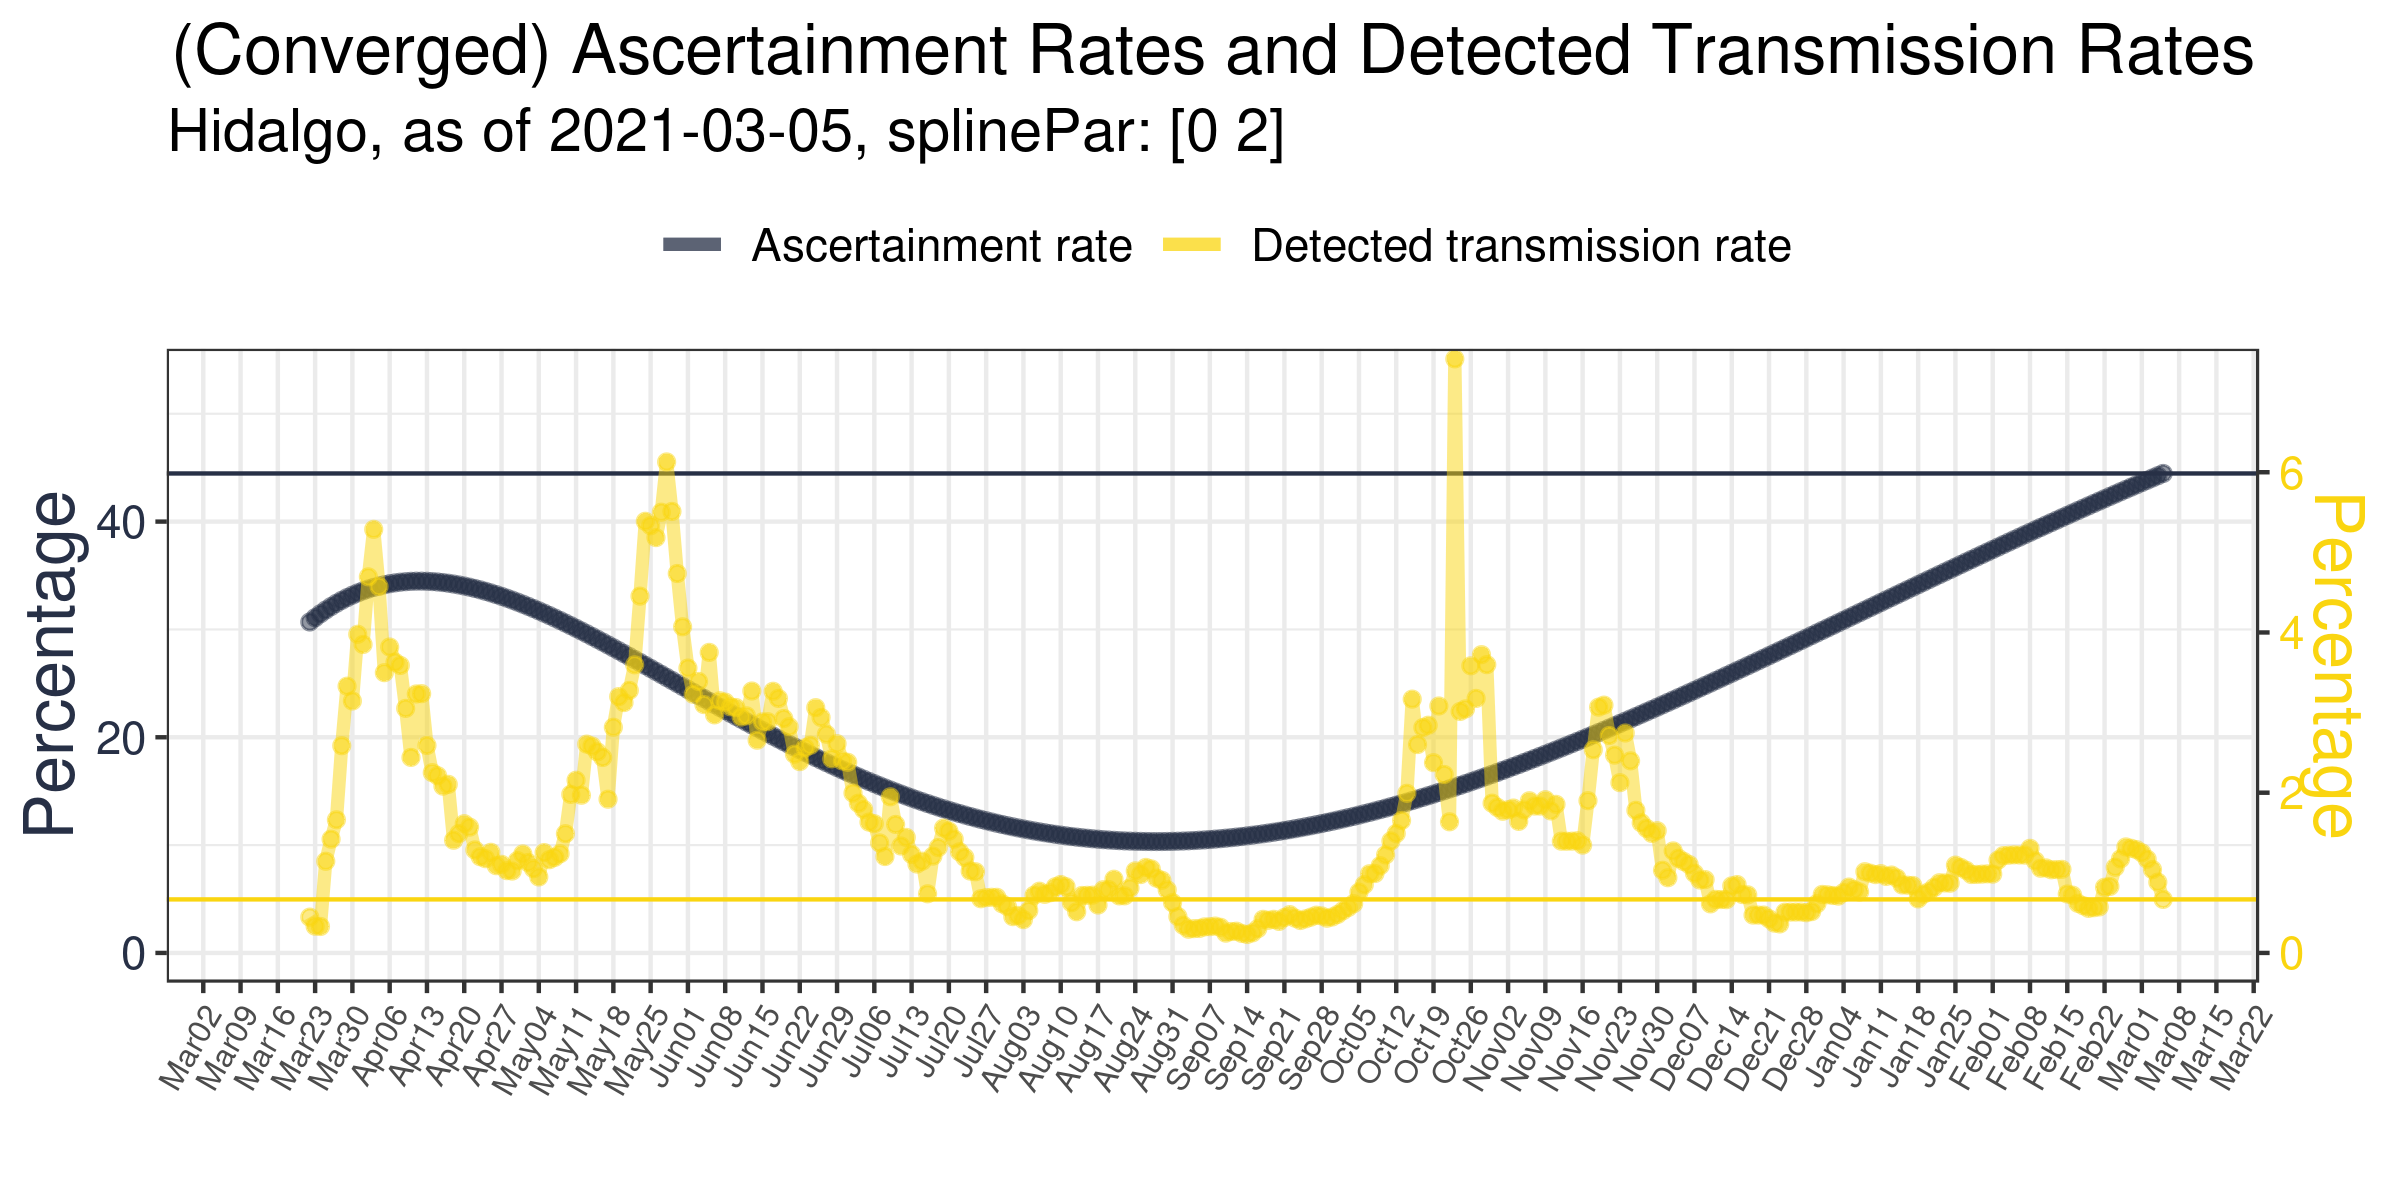 (Converged) Ascertainment Rates and Detected Transmission Rates
Hidalgo, as of 2021-03-05, splinePar: [0 2]
Ascertainment rate
Detected transmission rate
Percentage
40
20
0
6
4
2
0
Percentage
Mar02
Mar09
Mar16
Mar23
Mar30
Apr06
Apr13
Apr20
Apr27
May04
May11
May18
May25
Jun01
Jun08
Jun15
Jun22
Jun29
Jul06
Jul13
Jul20
Jul27
Aug03
Aug10
Aug17
Aug24
Aug31
Sep07
Sep14
Sep21
Sep28
Oct05
Oct12
Oct19
Oct26
Nov02
Nov09
Nov16
Nov23
Nov30
Dec07
Dec14
Dec21
Dec28
Jan04
Jan11
Jan18
Jan25
Feb01
Feb08
Feb15
Feb22
Mar01
Mar08
Mar15
Mar22